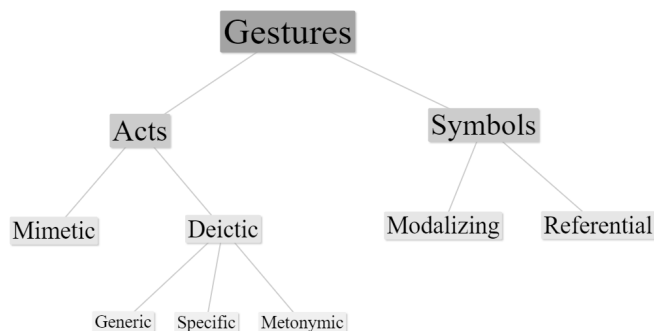 Gestures
Acts
Symbols
Mimetic
Deictic
Modalizing
Referential
Generic
Specific
Metonymic